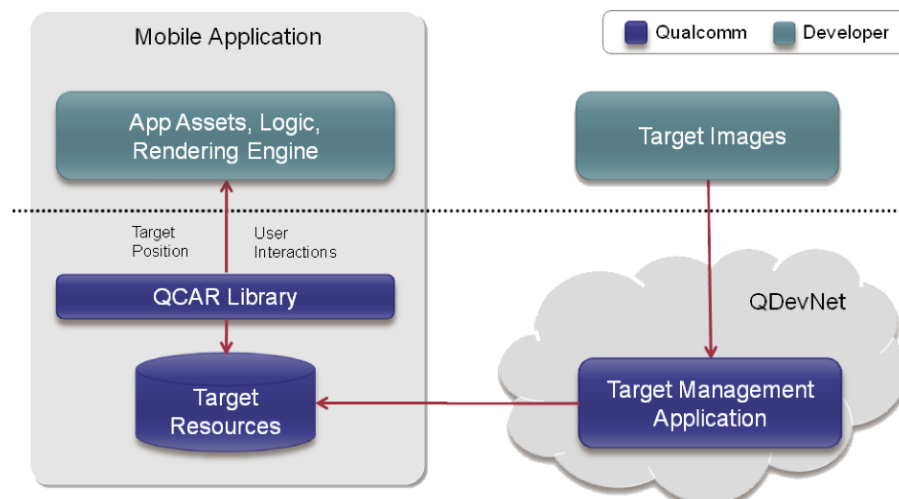 Mobile Application
Qualcomm
Developer
App Assets, Logic,
Rendering Engine
Target Images
Target
Position
User
Interactions
QCAR Library
QDevNet
Target
Resources
Target Management
Application